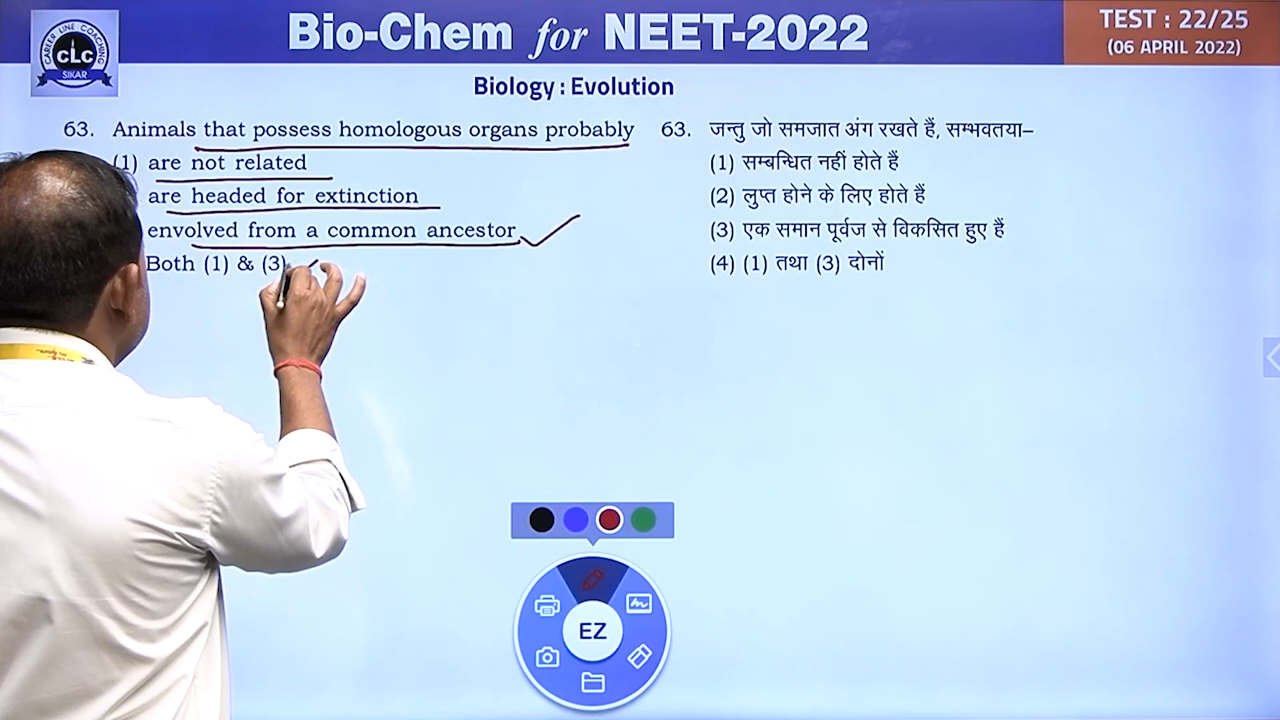 CAREER LINE COACHING
CLC
SIKAR
Bio-Chem for NEET-2022
TEST : 22/25
(06 APRIL 2022)
Biology : Evolution
63. Animals that possess homologous organs probably
(1) are not related
are headed for extinction
envolved from a common ancestor
Both (1) & (3)
63. जन्तु जो समजात अंग रखते हैं, सम्भवतया–
(1) सम्बन्धित नहीं होते हैं
(2) लुप्त होने के लिए होते हैं
(3) एक समान पूर्वज से विकसित हुए हैं
(4) (1) तथा (3) दोनों
EZ